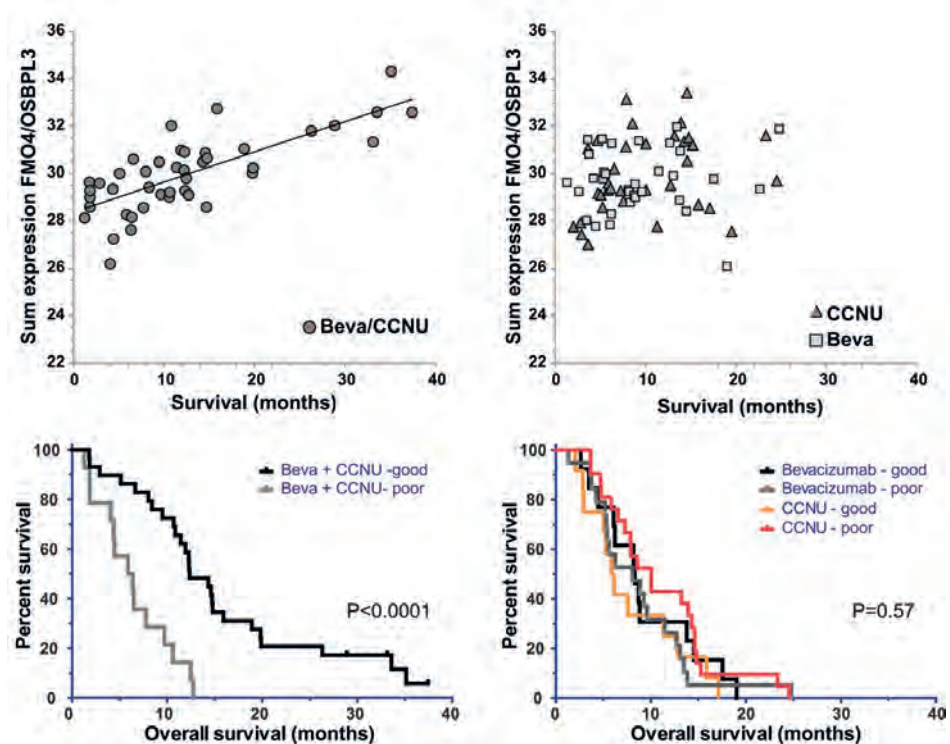 Sum expression FMO4/OSBPL3
36
34
32
30
28
26
24
22
Beva/CCNU
0
10
20
30
40
Survival (months)
Sum expression FMO4/OSBPL3
36
34
32
30
28
26
24
22
CCNU
Beva
0
10
20
30
40
Survival (months)
Percent survival
100
80
60
40
20
0
Beva + CCNU -good
Beva + CCNU- poor
P<0.0001
0
10
20
30
40
Overall survival (months)
Percent survival
100
80
60
40
20
0
Bevacizumab - good
Bevacizumab - poor
CCNU - good
CCNU - poor
P=0.57
0
10
20
30
40
Overall survival (months)